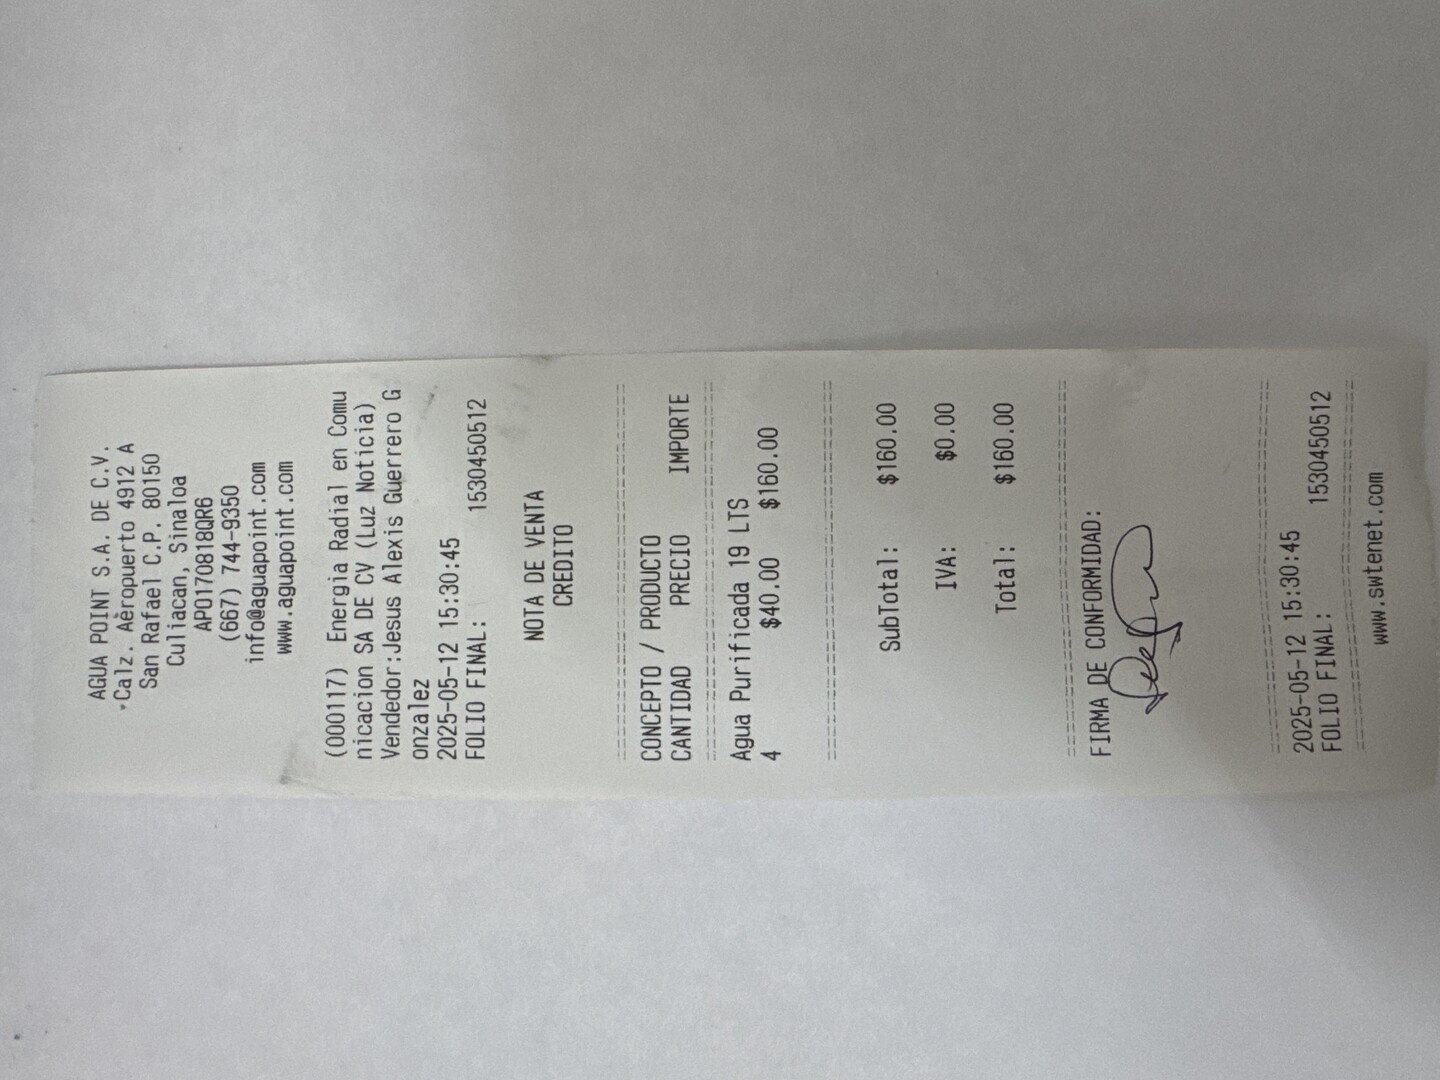 AGUA POINT S.A. DE C.V.
Calz. Aeropuerto 4912 A
San Rafael C.P. 80150
Culiacan, Sinaloa
APO170818QR6
(667) 744-9350
info@aguapoint.com
www.aguapoint.com
(000117) Energia Radial en Comu
nicacion SA DE CV (Luz Noticia)
Vendedor:Jesus Alexis Guerrero G
onzalez
2025-05-12 15:30:45
FOLIO FINAL: 1530450512
NOTA DE VENTA
CREDITO
CONCEPTO / PRODUCTO
CANTIDAD PRECIO IMPORTE
Agua Purificada 19 LTS
4 $40.00 $160.00
SubTotal: $160.00
IVA: $0.00
Total: $160.00
FIRMA DE CONFORMIDAD:
2025-05-12 15:30:45
FOLIO FINAL: 1530450512
www.swtenet.com